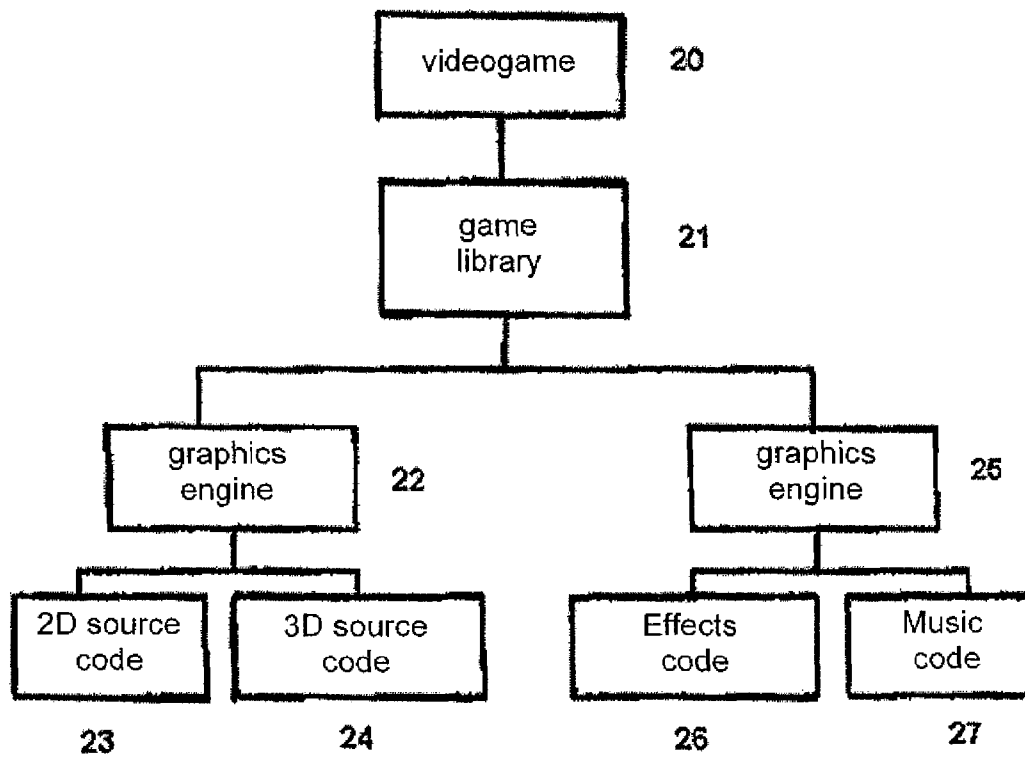 videogame
20
game
library
21
graphics
engine
22
graphics
engine
25
2D source
code
3D source
code
Effects
code
Music
code
23
24
26
27